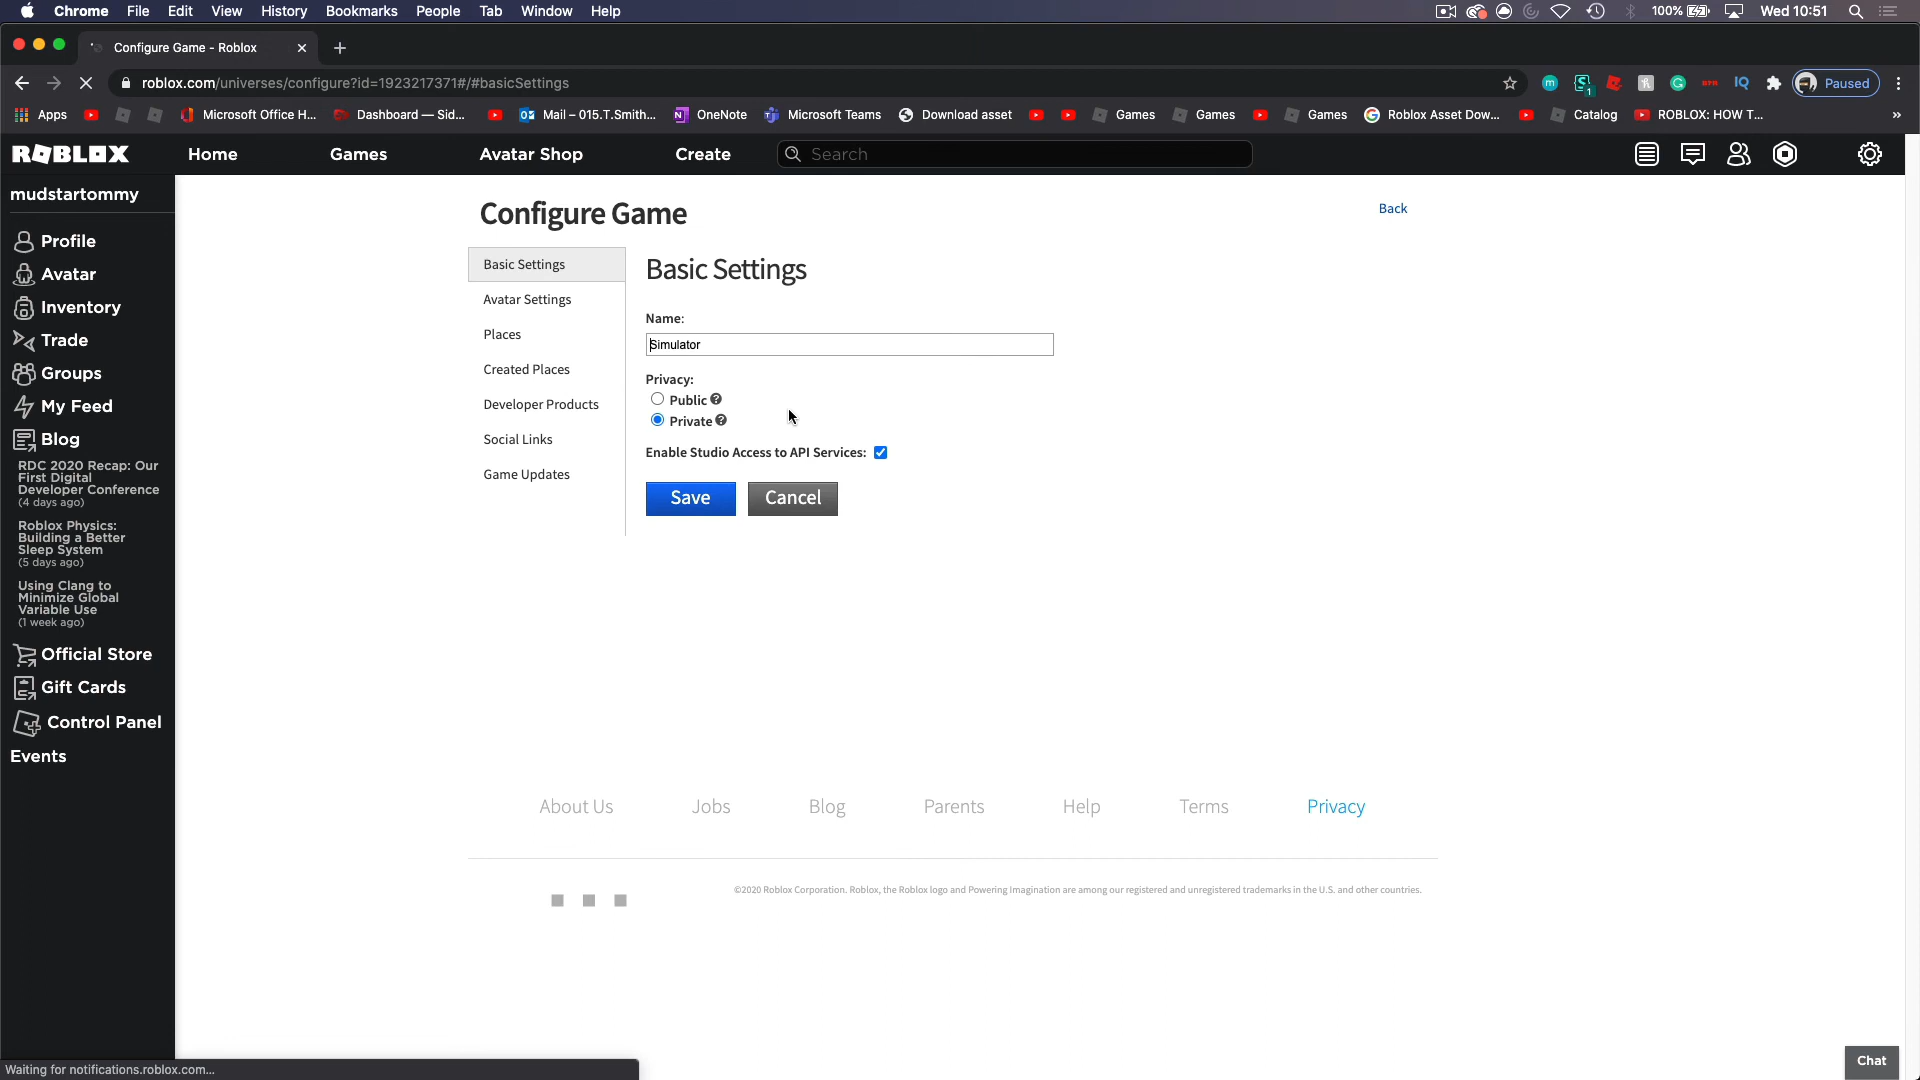 Chrome File Edit View History Bookmarks People Tab Window Help 100% Wed 10:51
Configure Game - Roblox
roblox.com/universes/configure?id=1923217371#/#basicSettings Paused
Apps Microsoft Office H... Dashboard — Sid... Mail – 015.T.Smith... OneNote Microsoft Teams Download asset Games Games Games Roblox Asset Dow... Catalog ROBLOX: HOW T... »
ROBLOX Home Games Avatar Shop Create Search
mudstartommy
Profile
Avatar
Inventory
Trade
Groups
My Feed
Blog
RDC 2020 Recap: Our
First Digital
Developer Conference
(4 days ago)
Roblox Physics:
Building a Better
Sleep System
(5 days ago)
Using Clang to
Minimize Global
Variable Use
(1 week ago)
Official Store
Gift Cards
Control Panel
Events
Configure Game
Back
Basic Settings
Avatar Settings
Places
Created Places
Developer Products
Social Links
Game Updates
Basic Settings
Name:
Simulator
Privacy:
Public
Private
Enable Studio Access to API Services:
Save Cancel
About Us Jobs Blog Parents Help Terms Privacy
©2020 Roblox Corporation. Roblox, the Roblox logo and Powering Imagination are among our registered and unregistered trademarks in the U.S. and other countries.
Chat
Waiting for notifications.roblox.com...